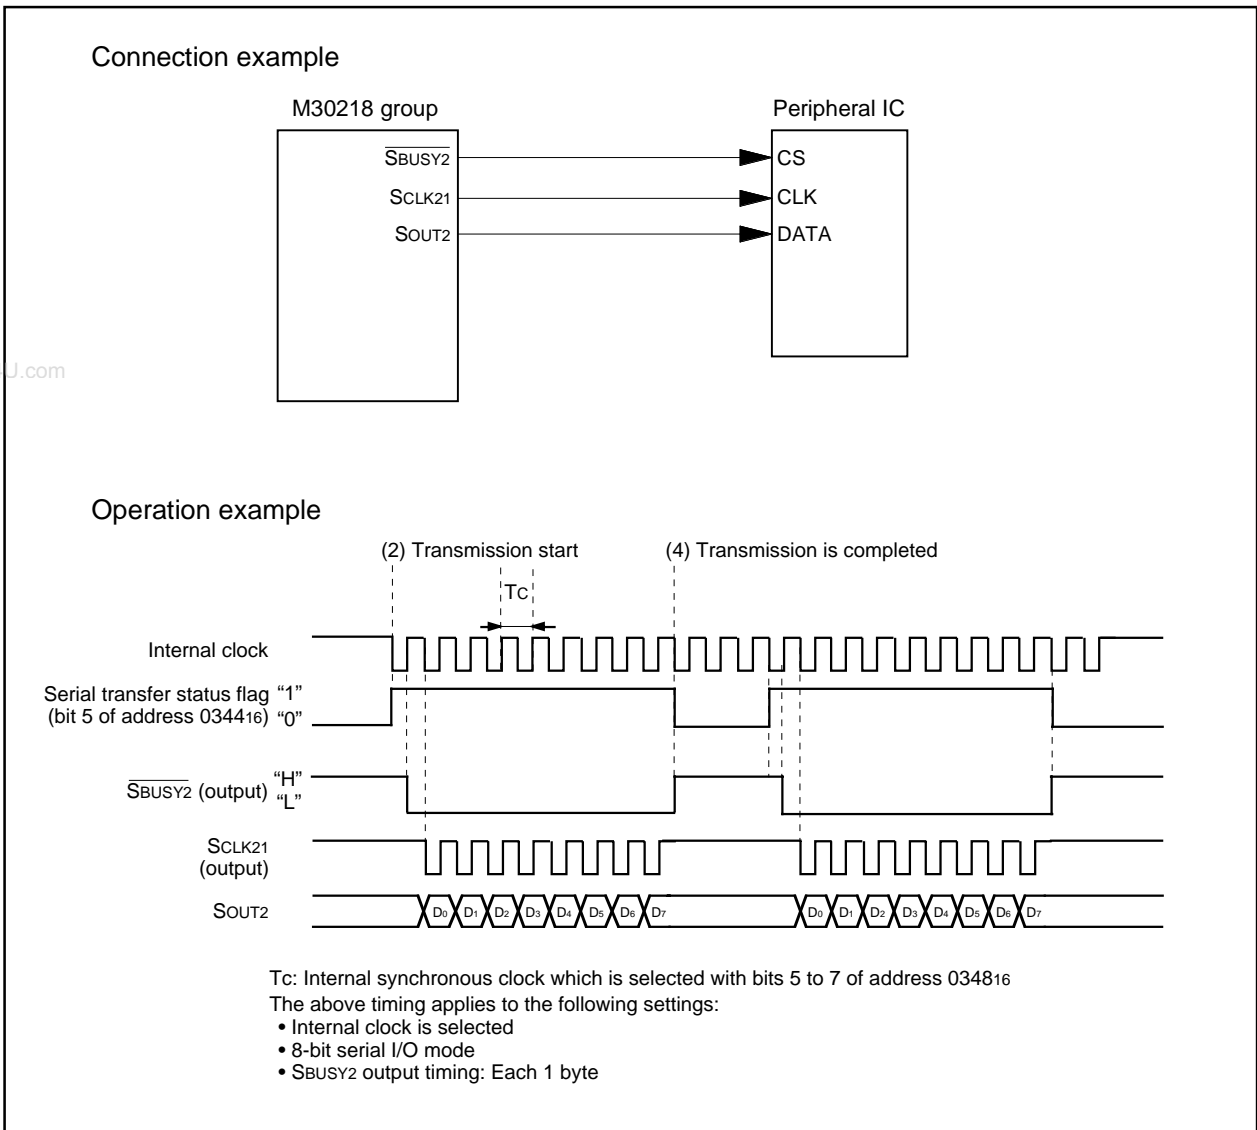 Connection example
M30218 group
Peripheral IC
SBUSY2
CS
SCLK21
CLK
SOUT2
DATA
U.com
Operation example
(2) Transmission start
(4) Transmission is completed
Tc
Internal clock
Serial transfer status flag “1”
(bit 5 of address 034416) “0”
SBUSY2 (output) “H”
“L”
SCLK21
(output)
SOUT2
D0 D1 D2 D3 D4 D5 D6 D7 D0 D1 D2 D3 D4 D5 D6 D7
Tc: Internal synchronous clock which is selected with bits 5 to 7 of address 034816
The above timing applies to the following settings:
• Internal clock is selected
• 8-bit serial I/O mode
• SBUSY2 output timing: Each 1 byte